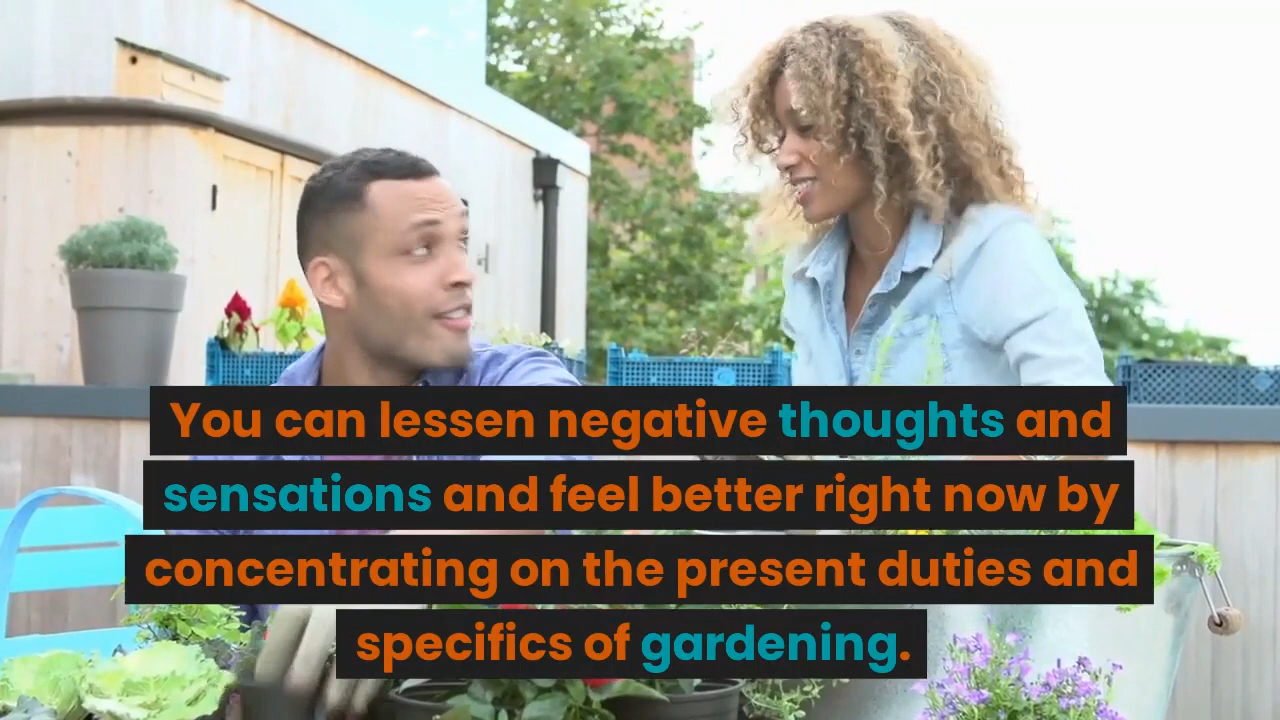 You can lessen negative thoughts and
sensations and feel better right now by
concentrating on the present duties and
specifics of gardening.